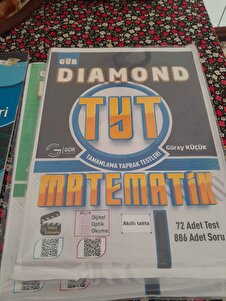 GÜR
DIAMOND
TYT
GÜR
TAMAMLAMA YAPRAK TESTLERİ
Güray KÜÇÜK
MATEMATİK
Dijital
Optik
Okuma
Akıllı tahta
72 Adet Test
886 Adet Soru